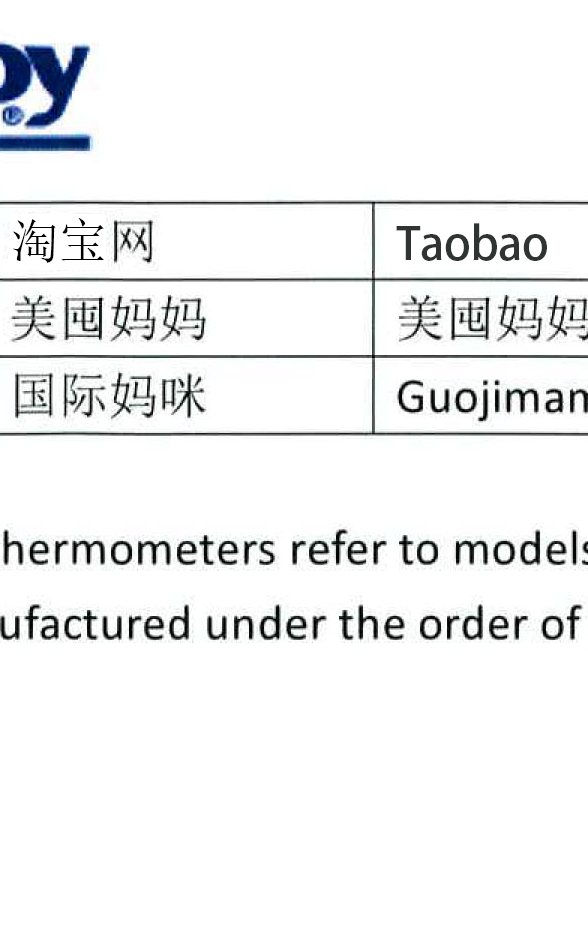 py®
淘宝网 Taobao
美囤妈妈 美囤妈妈
国际妈咪 Guojimam
hermometers refer to models
ufactured under the order of